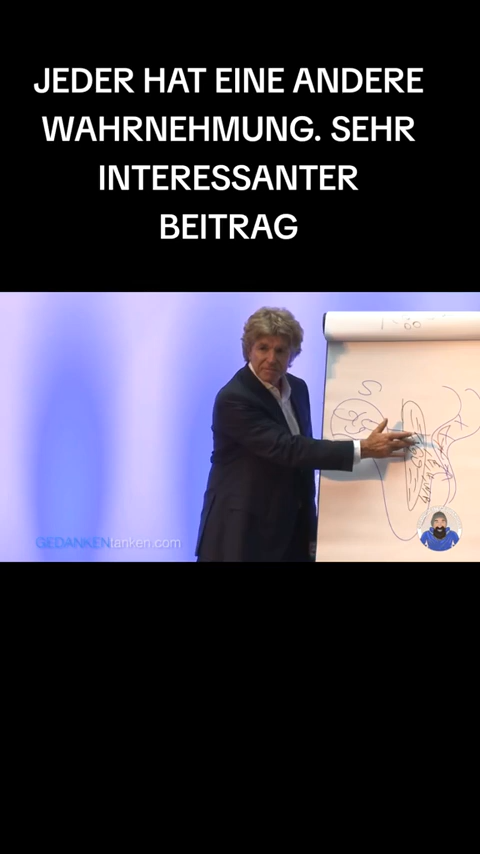 JEDER HAT EINE ANDERE
WAHRNEHMUNG. SEHR
INTERESSANTER
BEITRAG
GEDANKENtanken.com